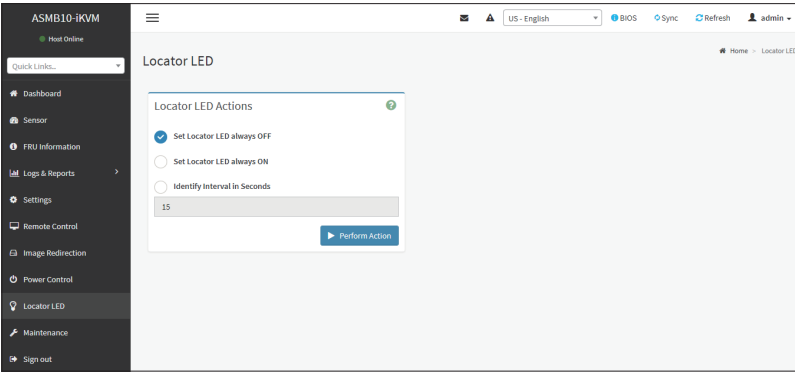 ASMB10-iKVM
Host Online
Quick Links..
Dashboard
Sensor
FRU Information
Logs & Reports
Settings
Remote Control
Image Redirection
Power Control
Locator LED
Maintenance
Sign out
US - English
BIOS
Sync
Refresh
admin
Home > Locator LED
Locator LED
Locator LED Actions
Set Locator LED always OFF
Set Locator LED always ON
Identify Interval in Seconds
15
Perform Action